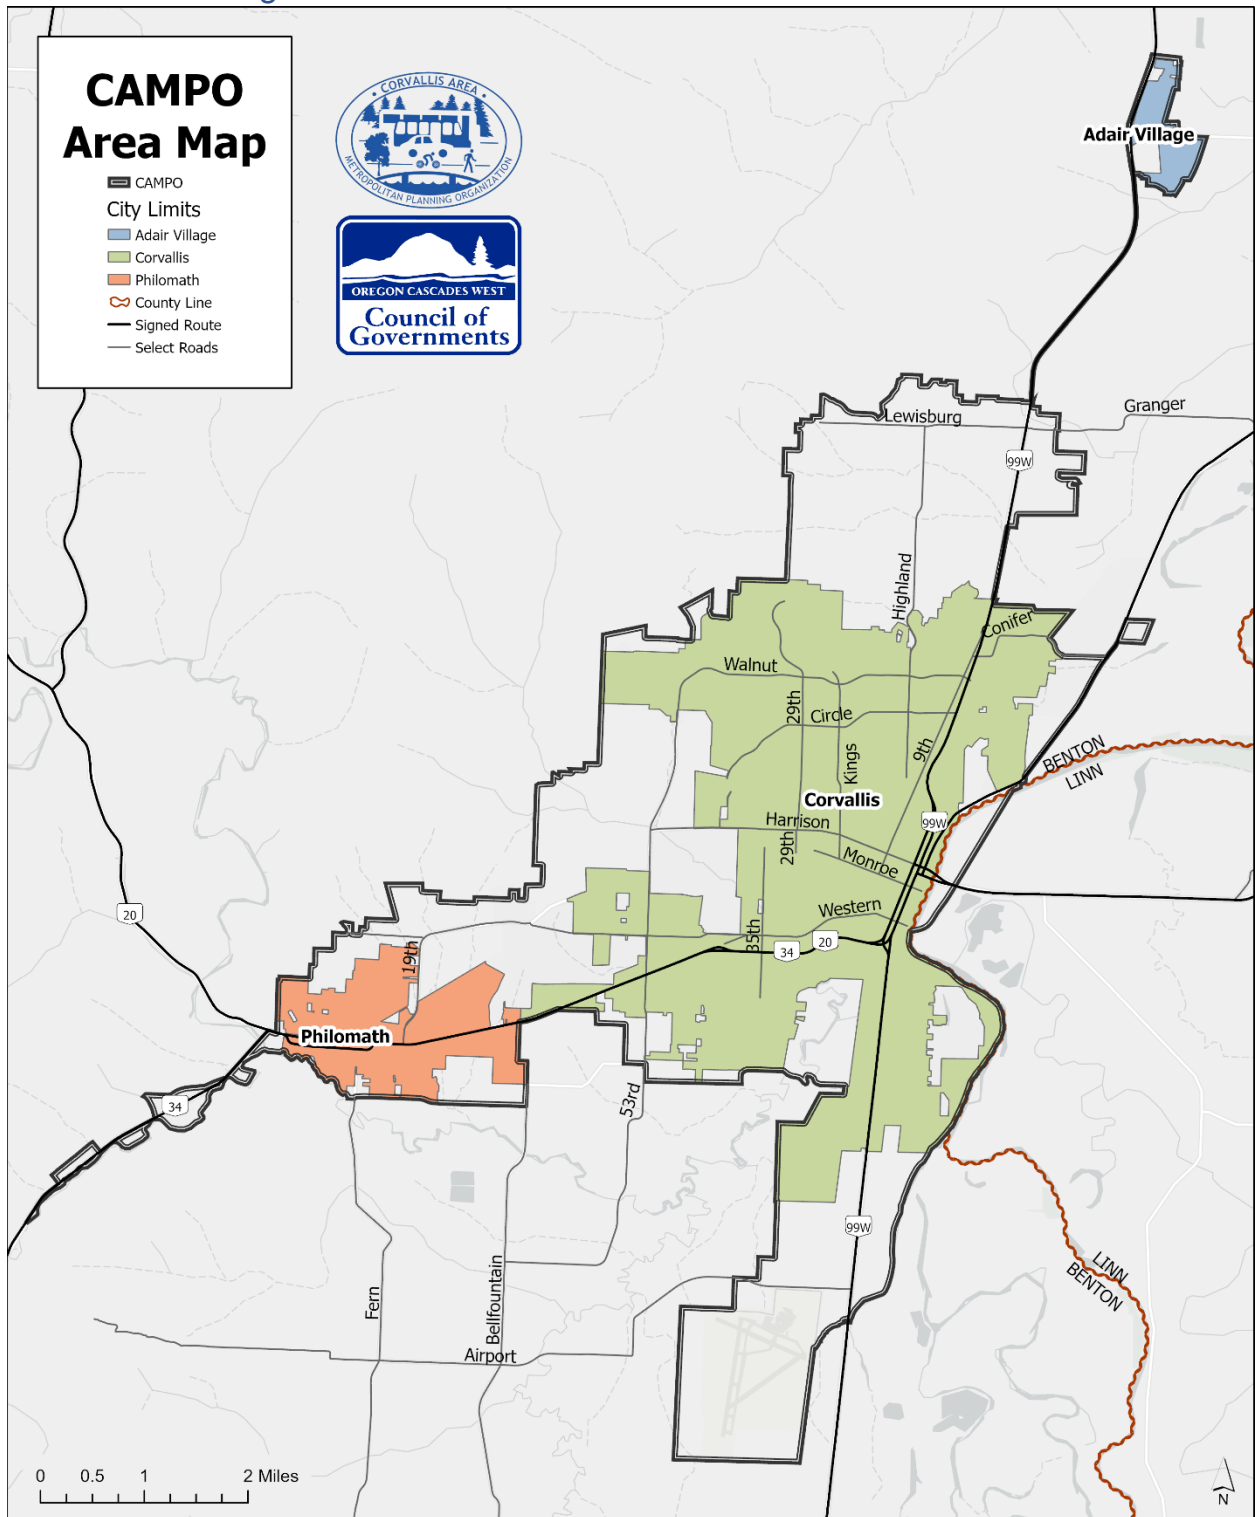 CAMPO
Area Map
CAMPO
City Limits
Adair Village
Corvallis
Philomath
County Line
Signed Route
Select Roads
CORVALLIS AREA
METROPOLITAN PLANNING ORGANIZATION
OREGON CASCADES WEST
Council of
Governments
Adair Village
Granger
Lewisburg
99W
Highland
Conifer
Walnut
29th
Circle
Kings
9th
BENTON
LINN
Corvallis
Harrison
99W
29th
Monroe
Western
35th
20
34
20
19th
Philomath
34
53rd
99W
LINN
BENTON
Fern
Bellfountain
Airport
0 0.5 1 2 Miles
N